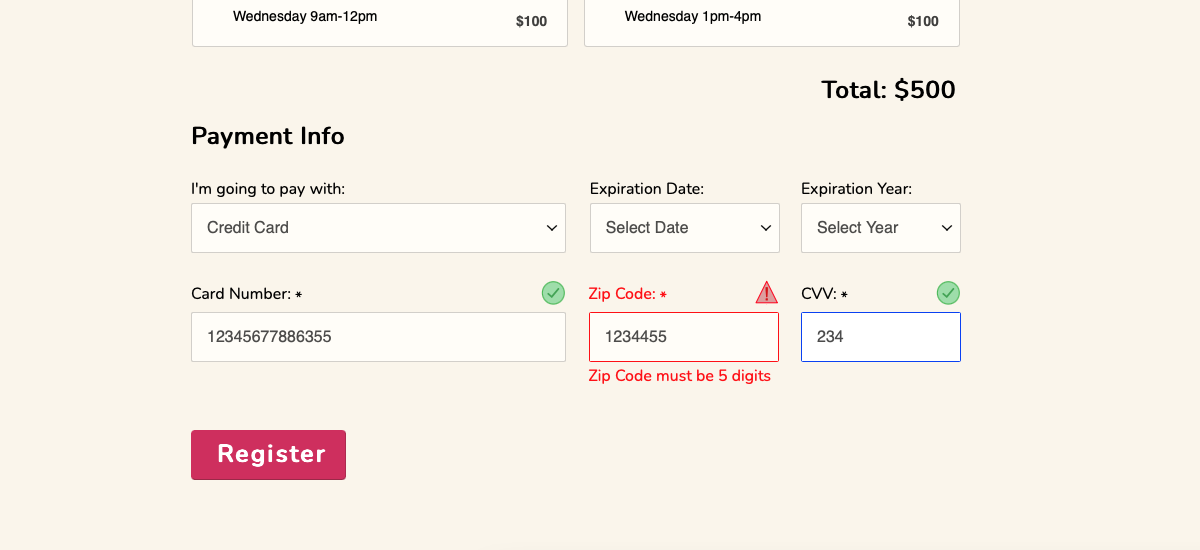 Wednesday 9am-12pm $100
Wednesday 1pm-4pm $100
Total: $500
Payment Info
I'm going to pay with: Expiration Date: Expiration Year:
Credit Card Select Date Select Year
Card Number: * Zip Code: * CVV: *
12345677886355 1234455 234
Zip Code must be 5 digits
Register